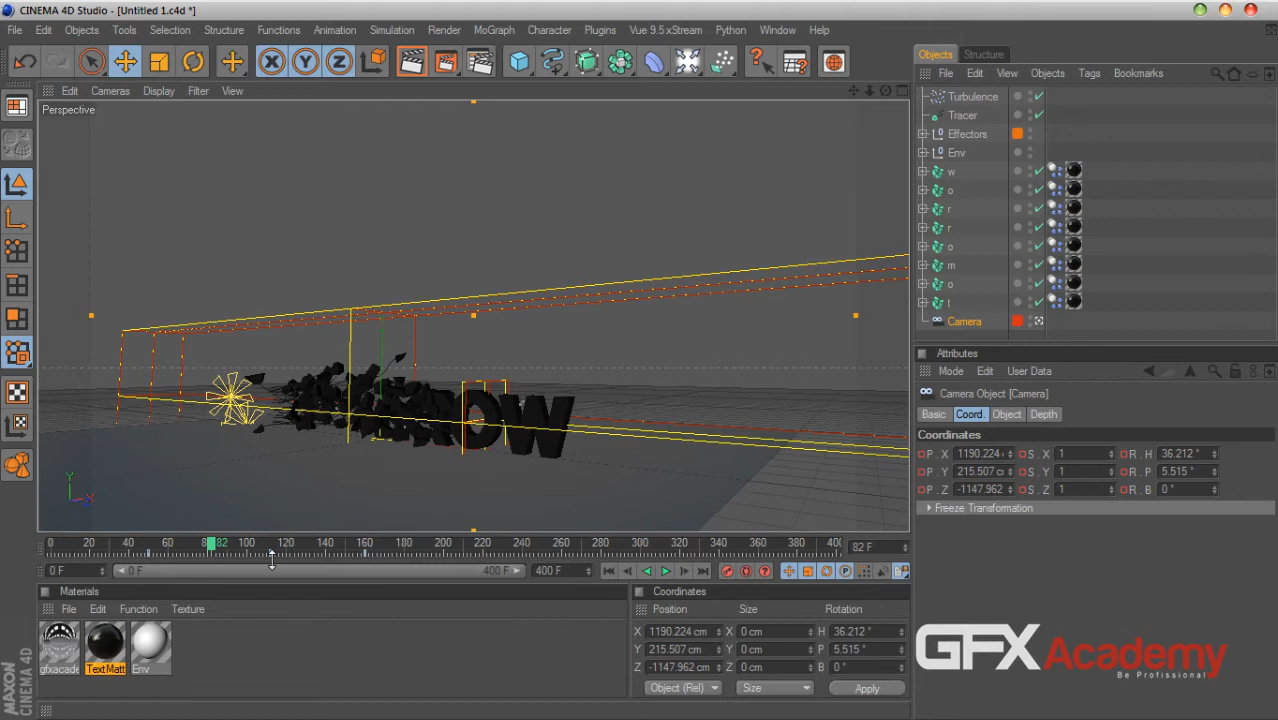 CINEMA 4D Studio - [Untitled 1.c4d *]
File Edit Objects Tools Selection Structure Functions Animation Simulation Render MoGraph Character Plugins Vue 9.5 xStream Python Window Help
Edit Cameras Display Filter View
Perspective
Y
X
Z
ROW
Objects Structure
File Edit View Objects Tags Bookmarks
Turbulence
Tracer
Effectors
Env
w
o
r
r
o
m
o
t
Camera
Attributes
Mode Edit User Data
Camera Object [Camera]
Basic Coord. Object Depth
Coordinates
P . X 1190.224 S . X 1 R . H 36.212 °
P . Y 215.507 cm S . Y 1 R . P 5.515 °
P . Z -1147.962 S . Z 1 R . B 0 °
Freeze Transformation
0 20 40 60 82 100 120 140 160 180 200 220 240 260 280 300 320 340 360 380 82 F
0 F 0 F 400 F 400 F
Materials
File Edit Function Texture
gfxacade TextMatt Env
Coordinates
Position Size Rotation
X 1190.224 cm X 0 cm H 36.212 °
Y 215.507 cm Y 0 cm P 5.515 °
Z -1147.962 cm Z 0 cm B 0 °
Object (Rel) Size Apply
MAXON
CINEMA 4D
GFXAcademy
Be Profissional